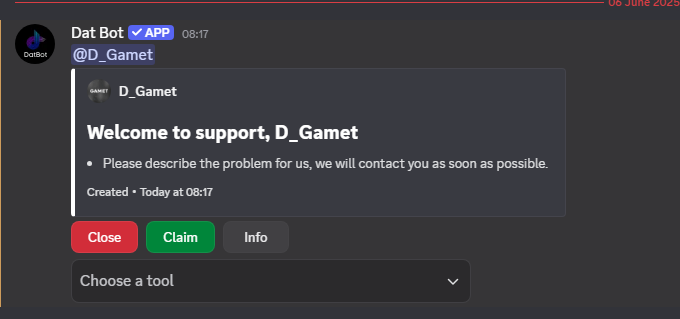 06 June 2025
DatBot
Dat Bot ✓ APP 08:17
@D_Gamet
GAMET D_Gamet
Welcome to support, D_Gamet
• Please describe the problem for us, we will contact you as soon as possible.
Created • Today at 08:17
Close Claim Info
Choose a tool